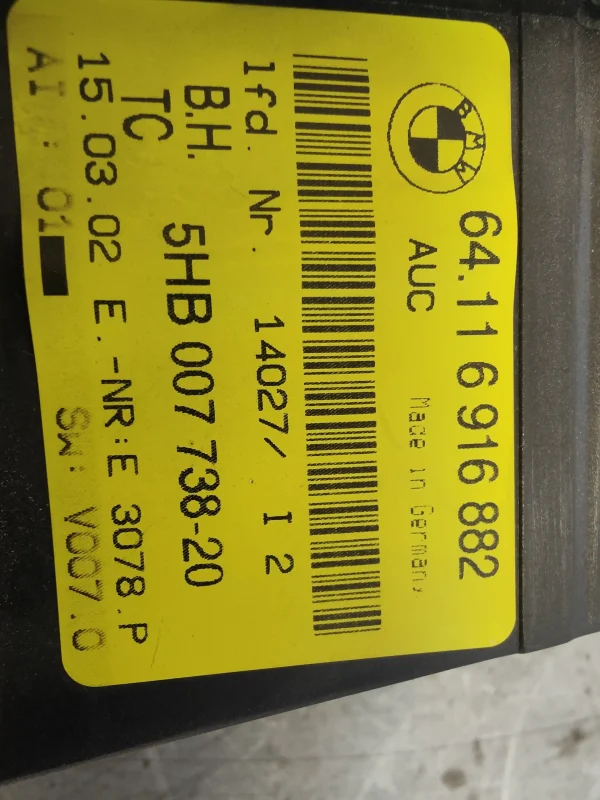 BMW
64.11 6 916 882
AUC Made in Germany
lfd. Nr. 14027/ I 2
B.H.
TC 5HB 007 738-20
15.03.02 E.-NR:E 3078.P
AI : 01 SW: V007.0